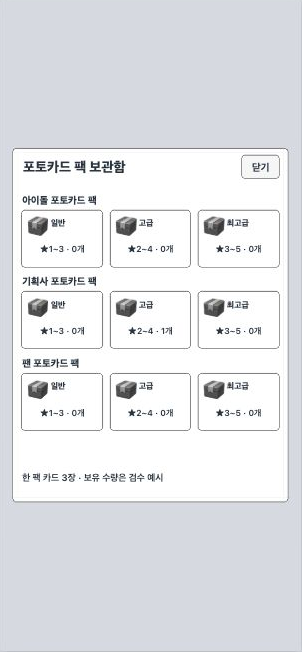 포토카드 팩 보관함
닫기
아이돌 포토카드 팩
일반 고급 최고급
★1~3 · 0개 ★2~4 · 0개 ★3~5 · 0개
기획사 포토카드 팩
일반 고급 최고급
★1~3 · 0개 ★2~4 · 1개 ★3~5 · 0개
팬 포토카드 팩
일반 고급 최고급
★1~3 · 0개 ★2~4 · 0개 ★3~5 · 0개
한 팩 카드 3장 · 보유 수량은 검수 예시